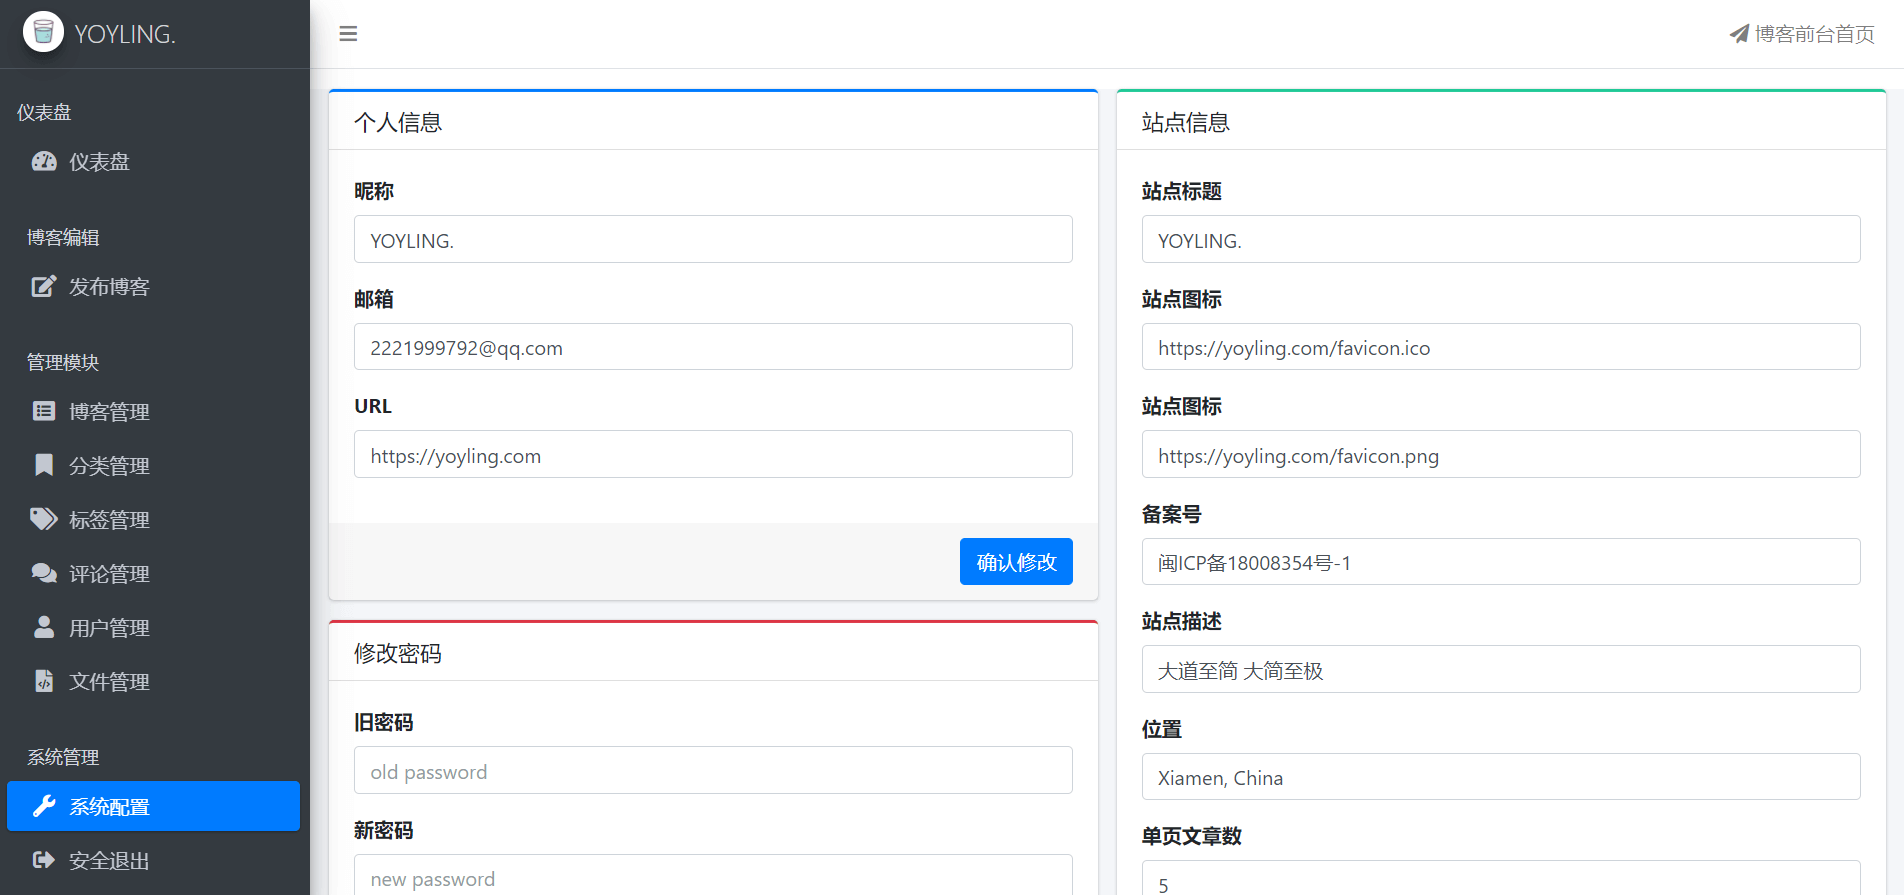 YOYLING.
博客前台首页
仪表盘
仪表盘
博客编辑
发布博客
管理模块
博客管理
分类管理
标签管理
评论管理
用户管理
文件管理
系统管理
系统配置
安全退出
个人信息
昵称
YOYLING.
邮箱
2221999792@qq.com
URL
https://yoyling.com
确认修改
修改密码
旧密码
old password
新密码
new password
站点信息
站点标题
YOYLING.
站点图标
https://yoyling.com/favicon.ico
站点图标
https://yoyling.com/favicon.png
备案号
闽ICP备18008354号-1
站点描述
大道至简 大简至极
位置
Xiamen, China
单页文章数
5